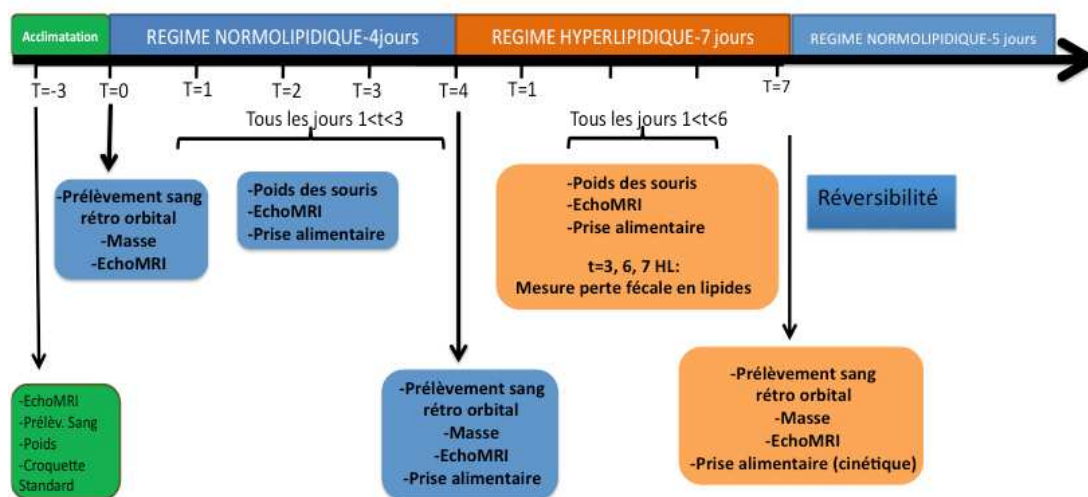 Acclimatation
REGIME NORMOLIPIDIQUE-4jours
REGIME HYPERLIPIDIQUE-7 jours
REGIME NORMOLIPIDIQUE-5 jours
T=-3
T=0
T=1
T=2
T=3
T=4
T=1
T=7
Tous les jours 1<t<3
Tous les jours 1<t<6
-Prélèvement sang
rétro orbital
-Masse
-EchoMRI
-Poids des souris
-EchoMRI
-Prise alimentaire
-Poids des souris
-EchoMRI
-Prise alimentaire
t=3, 6, 7 HL:
Mesure perte fécale en lipides
Réversibilité
-EchoMRI
-Prélèv. Sang
-Poids
-Croquette
Standard
-Prélèvement sang
rétro orbital
-Masse
-EchoMRI
-Prise alimentaire
-Prélèvement sang
rétro orbital
-Masse
-EchoMRI
-Prise alimentaire (cinétique)